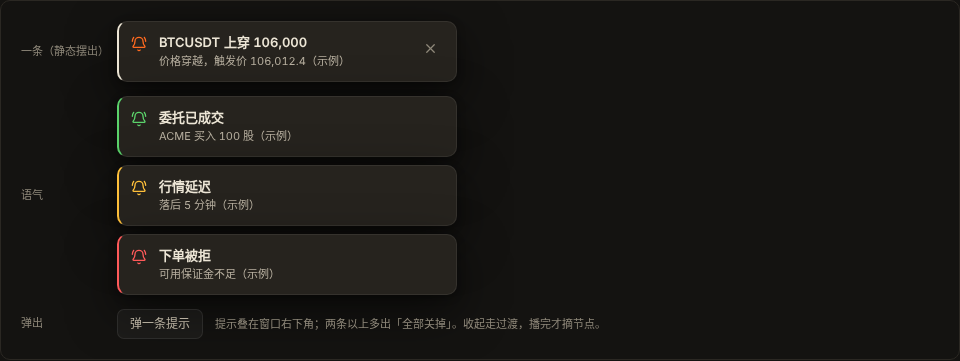 一条（静态摆出）
BTCUSDT 上穿 106,000
价格穿越，触发价 106,012.4（示例）
委托已成交
ACME 买入 100 股（示例）
语气
行情延迟
落后 5 分钟（示例）
下单被拒
可用保证金不足（示例）
弹出
弹一条提示
提示叠在窗口右下角；两条以上多出「全部关掉」。收起走过渡，播完才摘节点。